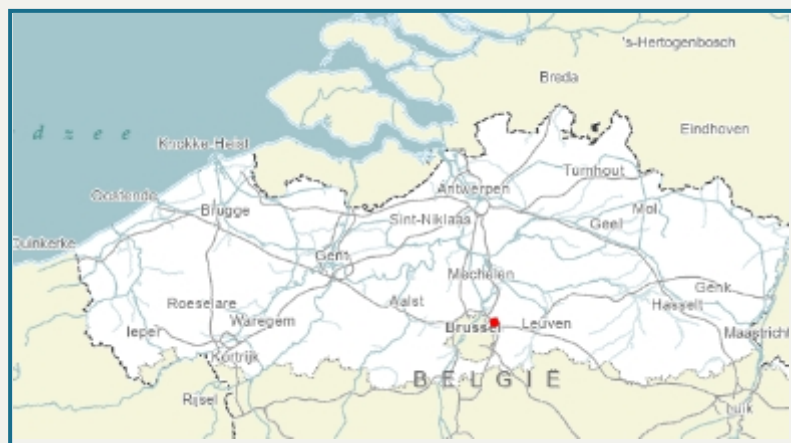 's-Hertogenbosch
Breda
d z e e
Eindhoven
Knokke-Heist
Turnhout
Antwerpen
Oostende
Mol
Brugge
Sint-Niklaas
Geel
Duinkerke
Gent
Mechelen
Genk
Roeselare
Aalst
Hasselt
Waregem
Ieper
Brussel
Leuven
Maastricht
Kortrijk
BELGIË
Rijsel
Luik